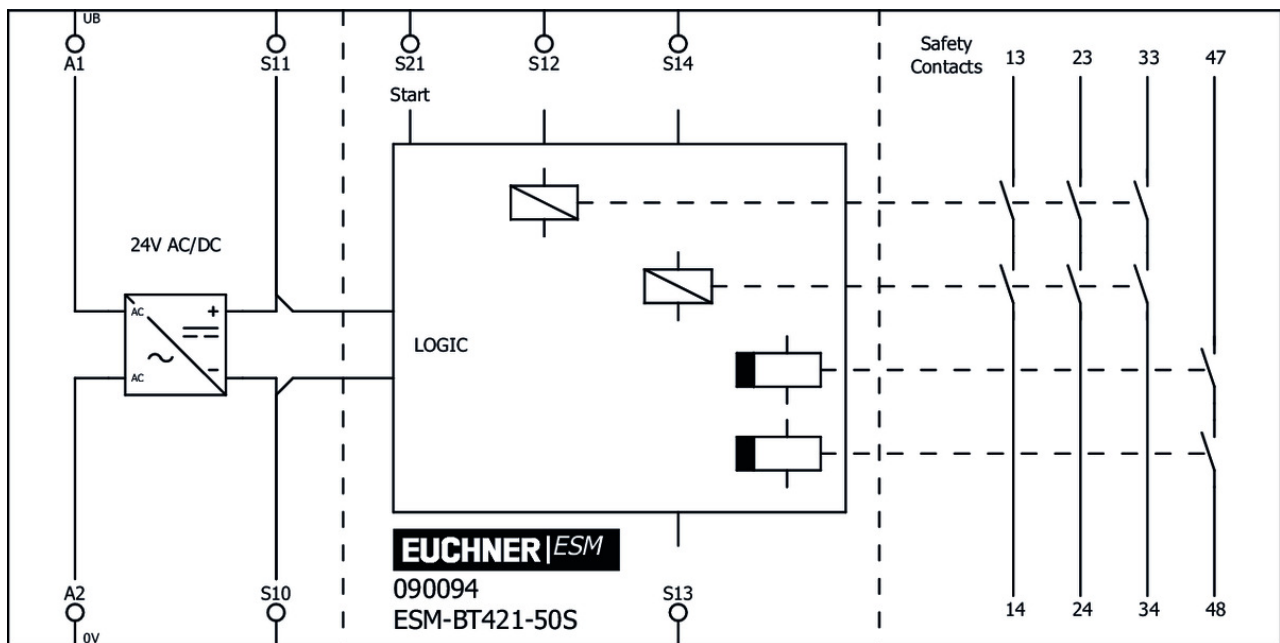 UB
A1
S11
S21
S12
S14
Safety
Contacts
13
23
33
47
Start
24V AC/DC
AC
+
-
AC
LOGIC
EUCHNER ESM
090094
ESM-BT421-50S
A2
0V
S10
S13
14
24
34
48